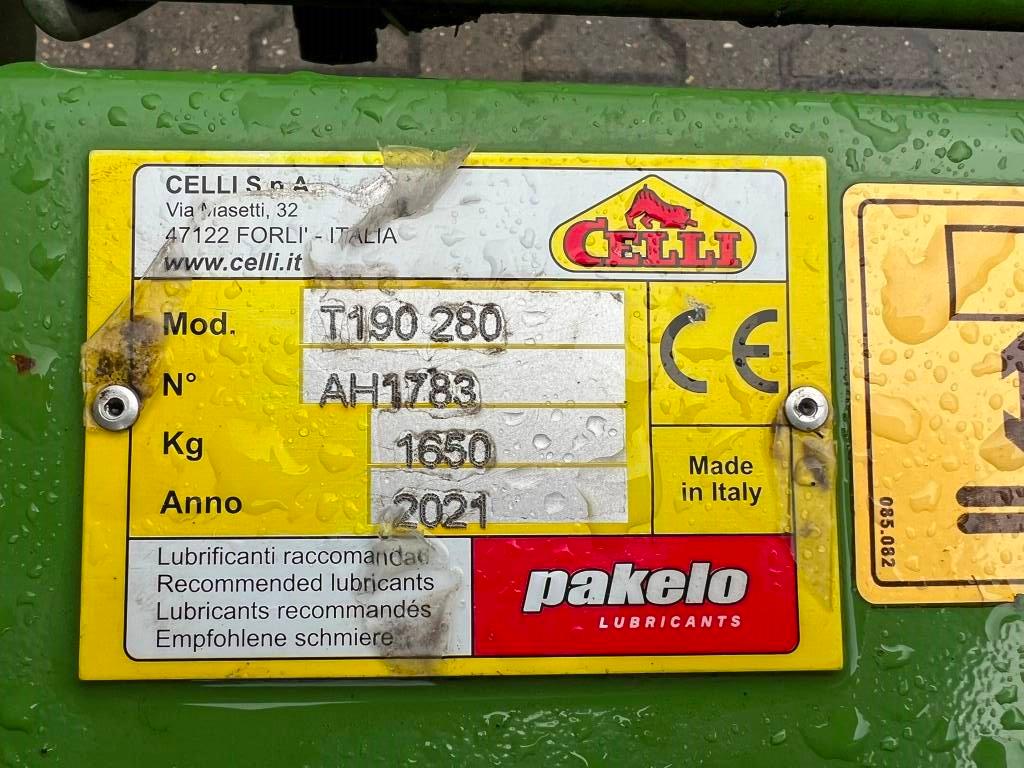 CELLI S.p.A.
Via Masetti, 32
47122 FORLI' - ITALIA
www.celli.it
CELLI
Mod. T190 280
N° AH1783
Kg 1650
Anno 2021
CE
Made
in Italy
Lubrificanti raccomandati
Recommended lubricants
Lubricants recommandés
Empfohlene schmiere
pakelo
LUBRICANTS
085.082